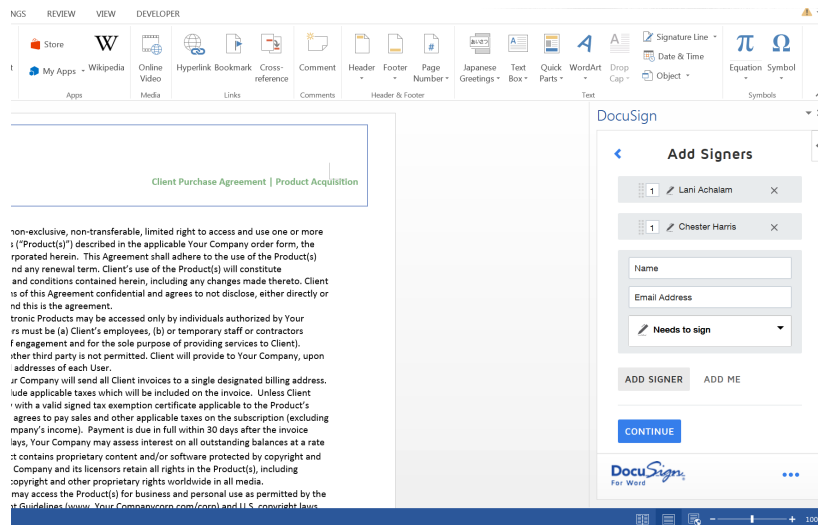 NGS REVIEW VIEW DEVELOPER
Store
My Apps
Wikipedia
Apps
Online Video
Media
Hyperlink Bookmark Cross-reference
Links
Comment
Comments
Header Footer Page Number
Header & Footer
Japanese Greetings
Text Box
Quick Parts
WordArt
Drop Cap
Signature Line
Date & Time
Object
Text
π Ω
Equation Symbol
Symbols
Client Purchase Agreement | Product Acquisition
non-exclusive, non-transferable, limited right to access and use one or more
s (“Product(s)”) described in the applicable Your Company order form, the
rporated herein. This Agreement shall adhere to the use of the Product(s)
nd any renewal term. Client’s use of the Product(s) will constitute
and conditions contained herein, including any changes made thereto. Client
ns of this Agreement confidential and agrees to not disclose, either directly or
nd this is the agreement.
tronic Products may be accessed only by individuals authorized by Your
rs must be (a) Client’s employees, (b) or temporary staff or contractors
f engagement and for the sole purpose of providing services to Client).
other third party is not permitted. Client will provide to Your Company, upon
addresses of each User.
ur Company will send all Client invoices to a single designated billing address.
lude applicable taxes which will be included on the invoice. Unless Client
y with a valid signed tax exemption certificate applicable to the Product’s
agrees to pay sales and other applicable taxes on the subscription (excluding
mpany’s income). Payment is due in full within 30 days after the invoice
days, Your Company may assess interest on all outstanding balances at a rate
ct contains proprietary content and/or software protected by copyright and
Company and its licensors retain all rights in the Product(s), including
copyright and other proprietary rights worldwide in all media.
may access the Product(s) for business and personal use as permitted by the
nt Guidelines (www. Your Companycorp.com/corp) and U.S. copyright laws
DocuSign
Add Signers
1 Lani Achalam
1 Chester Harris
Name
Email Address
Needs to sign
ADD SIGNER ADD ME
CONTINUE
DocuSign
For Word
100